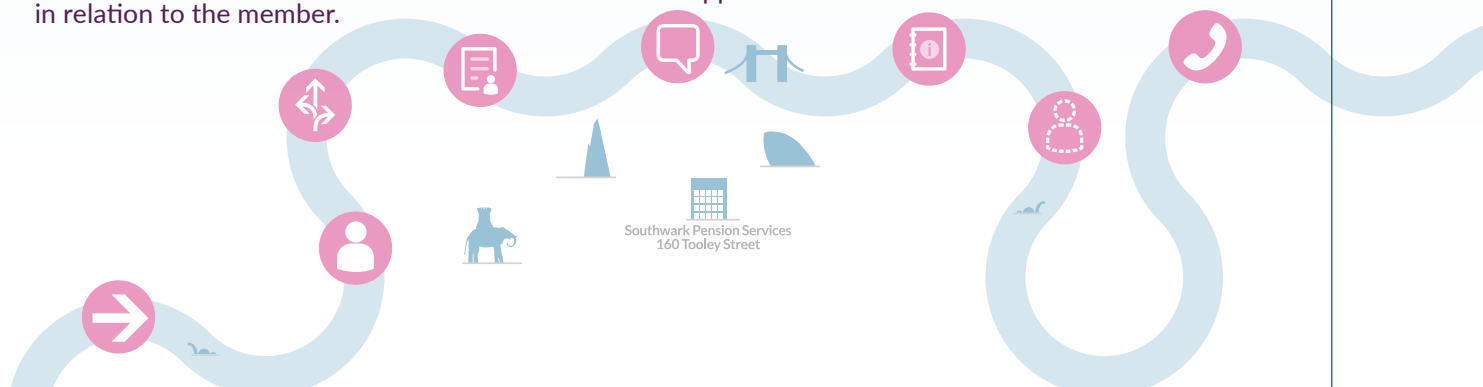 in relation to the member.
Southwark Pension Services
160 Tooley Street